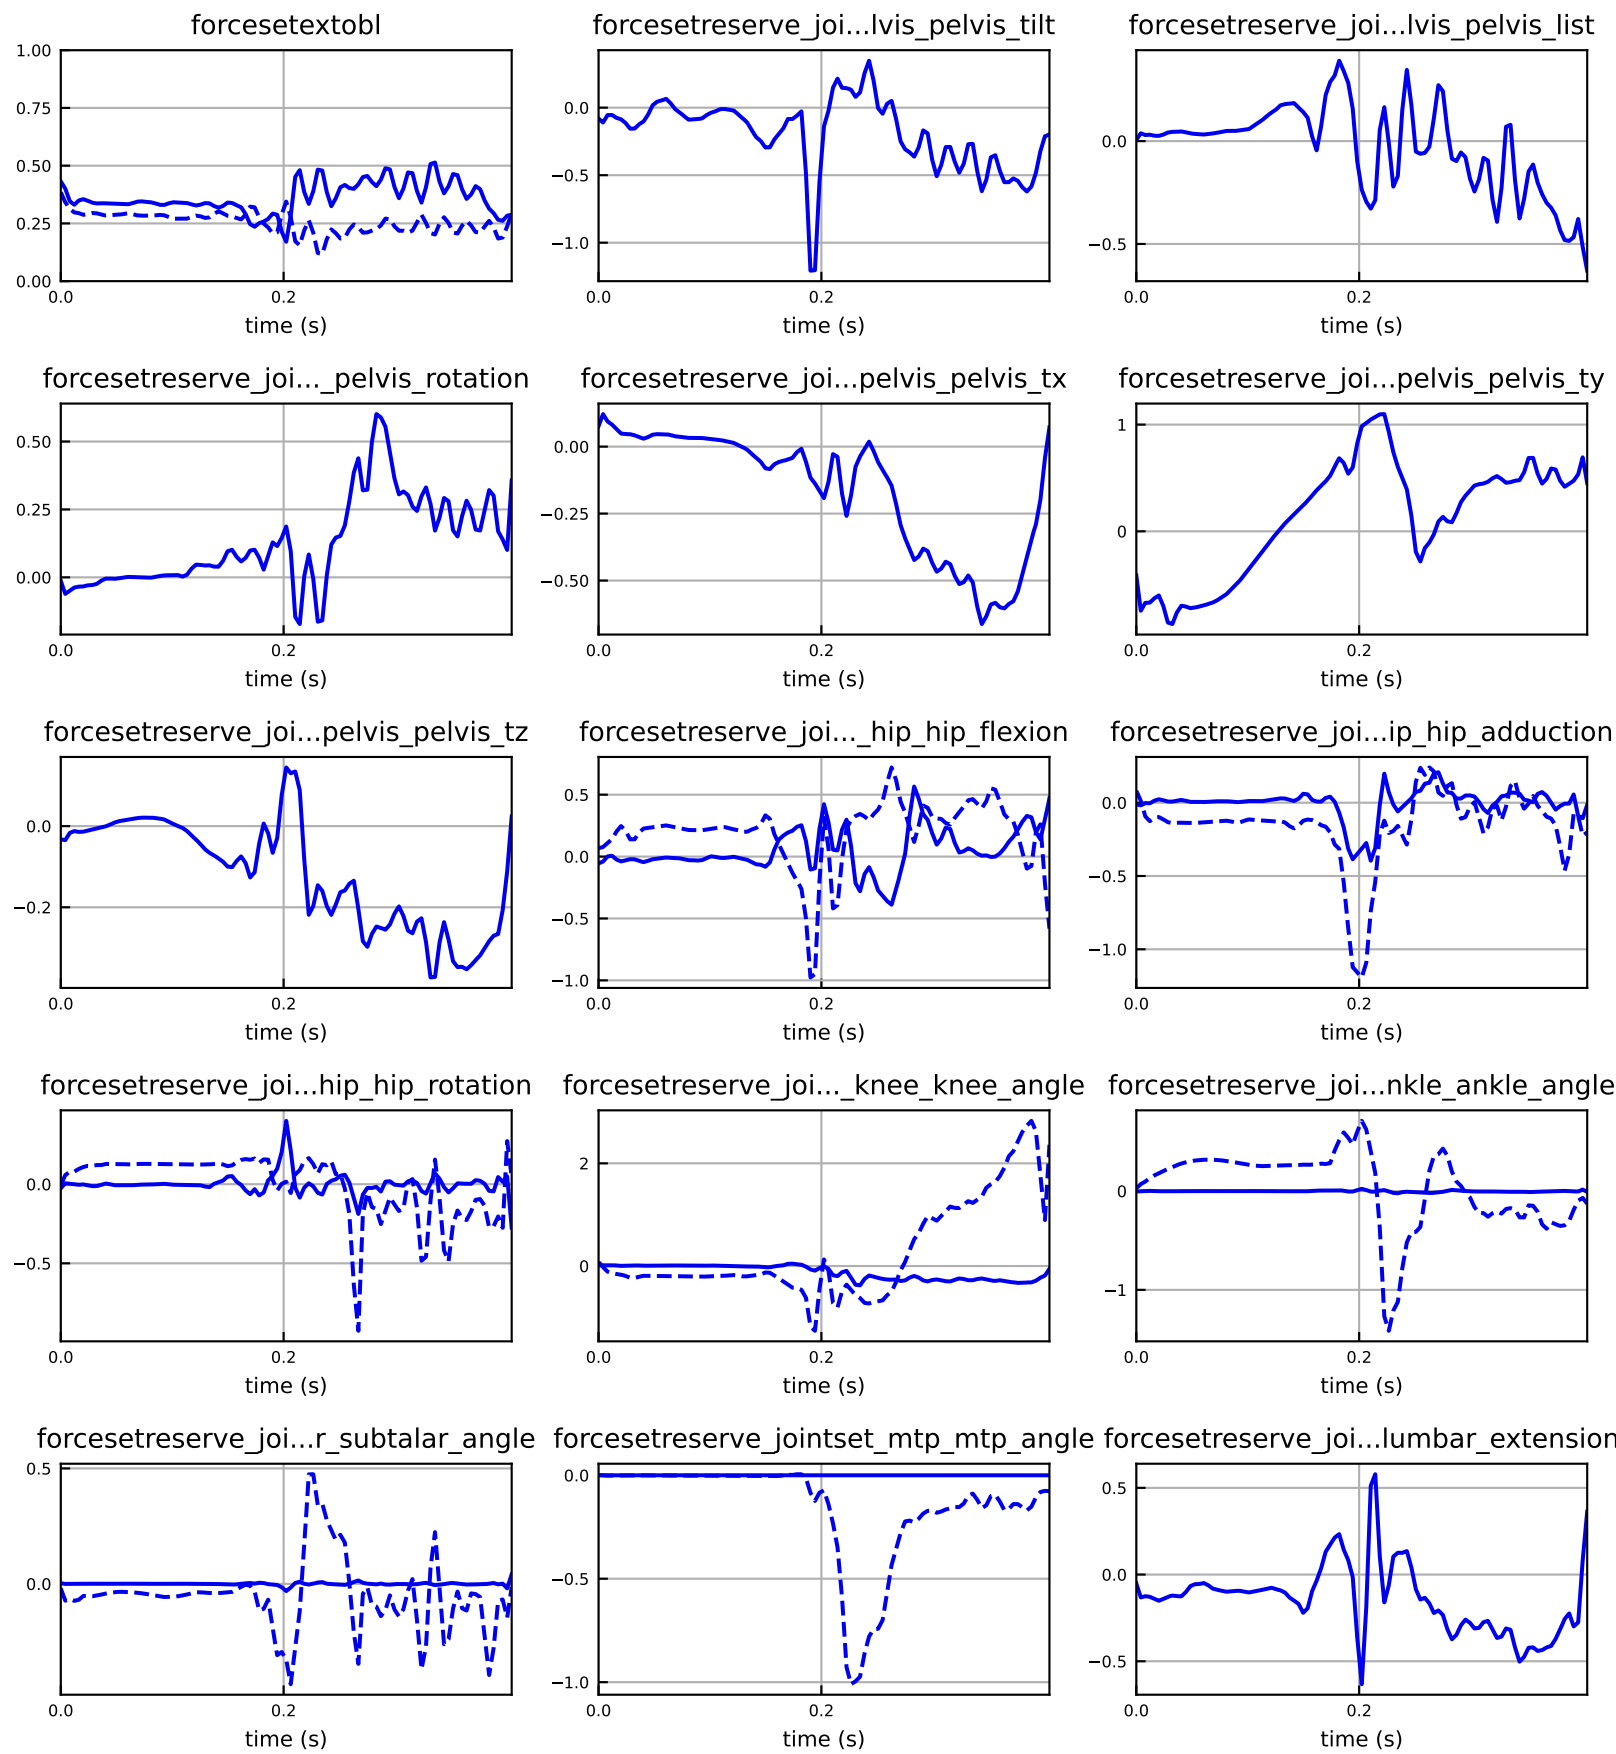 forcesetextobl forcesetreserve_joi...lvis_pelvis_tilt forcesetreserve_joi...lvis_pelvis_list
1.00
0.75
0.50
0.25
0.00
0.0
−0.5
−1.0
0.0
−0.5
0.0 0.2 0.0 0.2 0.0 0.2
time (s) time (s) time (s)
forcesetreserve_joi..._pelvis_rotation forcesetreserve_joi...pelvis_pelvis_tx forcesetreserve_joi...pelvis_pelvis_ty
0.50
0.25
0.00
0.00
−0.25
−0.50
1
0
0.0 0.2 0.0 0.2 0.0 0.2
time (s) time (s) time (s)
forcesetreserve_joi...pelvis_pelvis_tz forcesetreserve_joi..._hip_hip_flexion forcesetreserve_joi...ip_hip_adduction
0.0
−0.2
0.5
0.0
−0.5
−1.0
0.0
−0.5
−1.0
0.0 0.2 0.0 0.2 0.0 0.2
time (s) time (s) time (s)
forcesetreserve_joi...hip_hip_rotation forcesetreserve_joi..._knee_knee_angle forcesetreserve_joi...nkle_ankle_angle
0.0
−0.5
2
0
0
−1
0.0 0.2 0.0 0.2 0.0 0.2
time (s) time (s) time (s)
forcesetreserve_joi...r_subtalar_angle forcesetreserve_jointset_mtp_mtp_angle forcesetreserve_joi...lumbar_extension
0.5
0.0
0.0
−0.5
−1.0
0.5
0.0
−0.5
0.0 0.2 0.0 0.2 0.0 0.2
time (s) time (s) time (s)